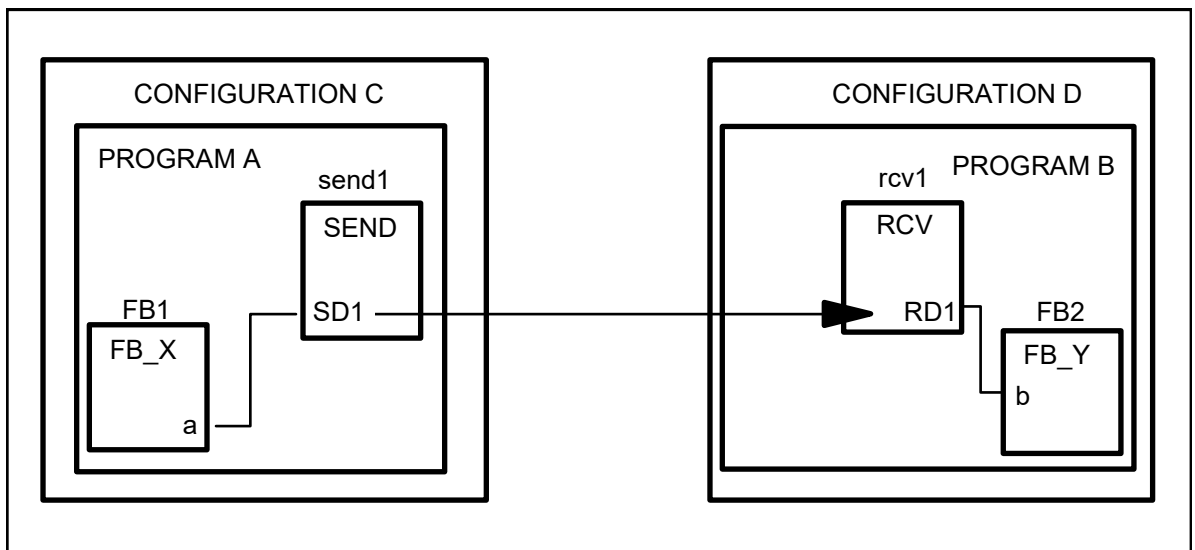 CONFIGURATION C
PROGRAM A
send1
SEND
SD1
FB1
FB_X
a
CONFIGURATION D
PROGRAM B
rcv1
RCV
RD1
FB2
FB_Y
b